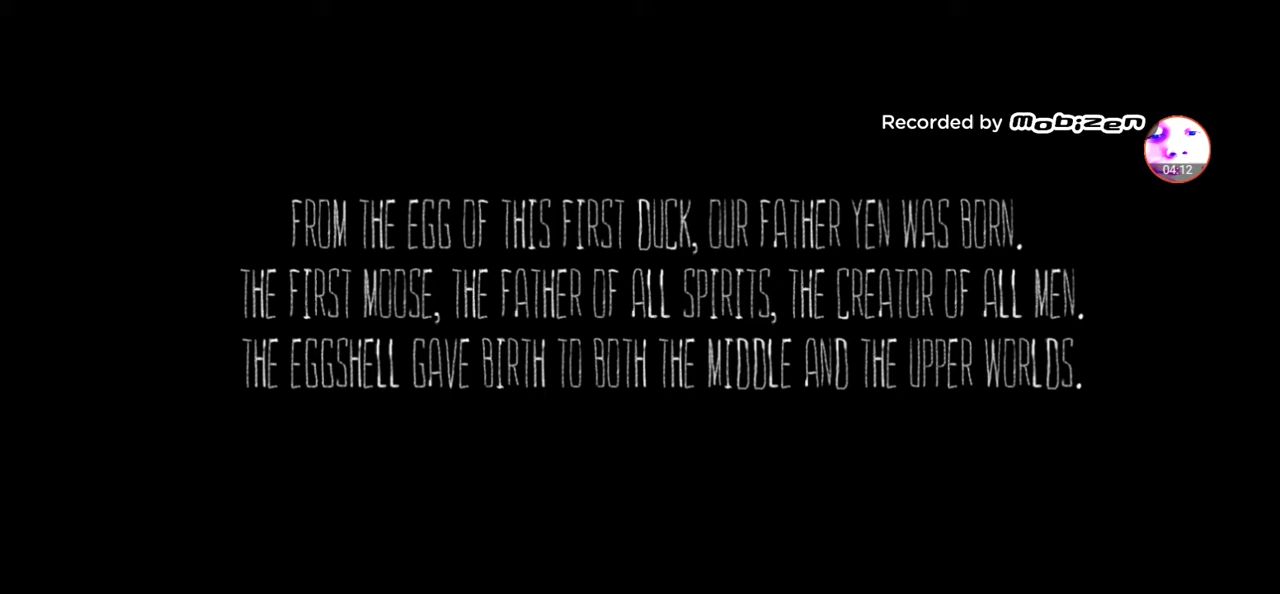 Recorded by mobizen
04:12
FROM THE EGG OF THIS FIRST DUCK, OUR FATHER YEN WAS BORN.
THE FIRST MOOSE, THE FATHER OF ALL SPIRITS, THE CREATOR OF ALL MEN.
THE EGGSHELL GAVE BIRTH TO BOTH THE MIDDLE AND THE UPPER WORLDS.